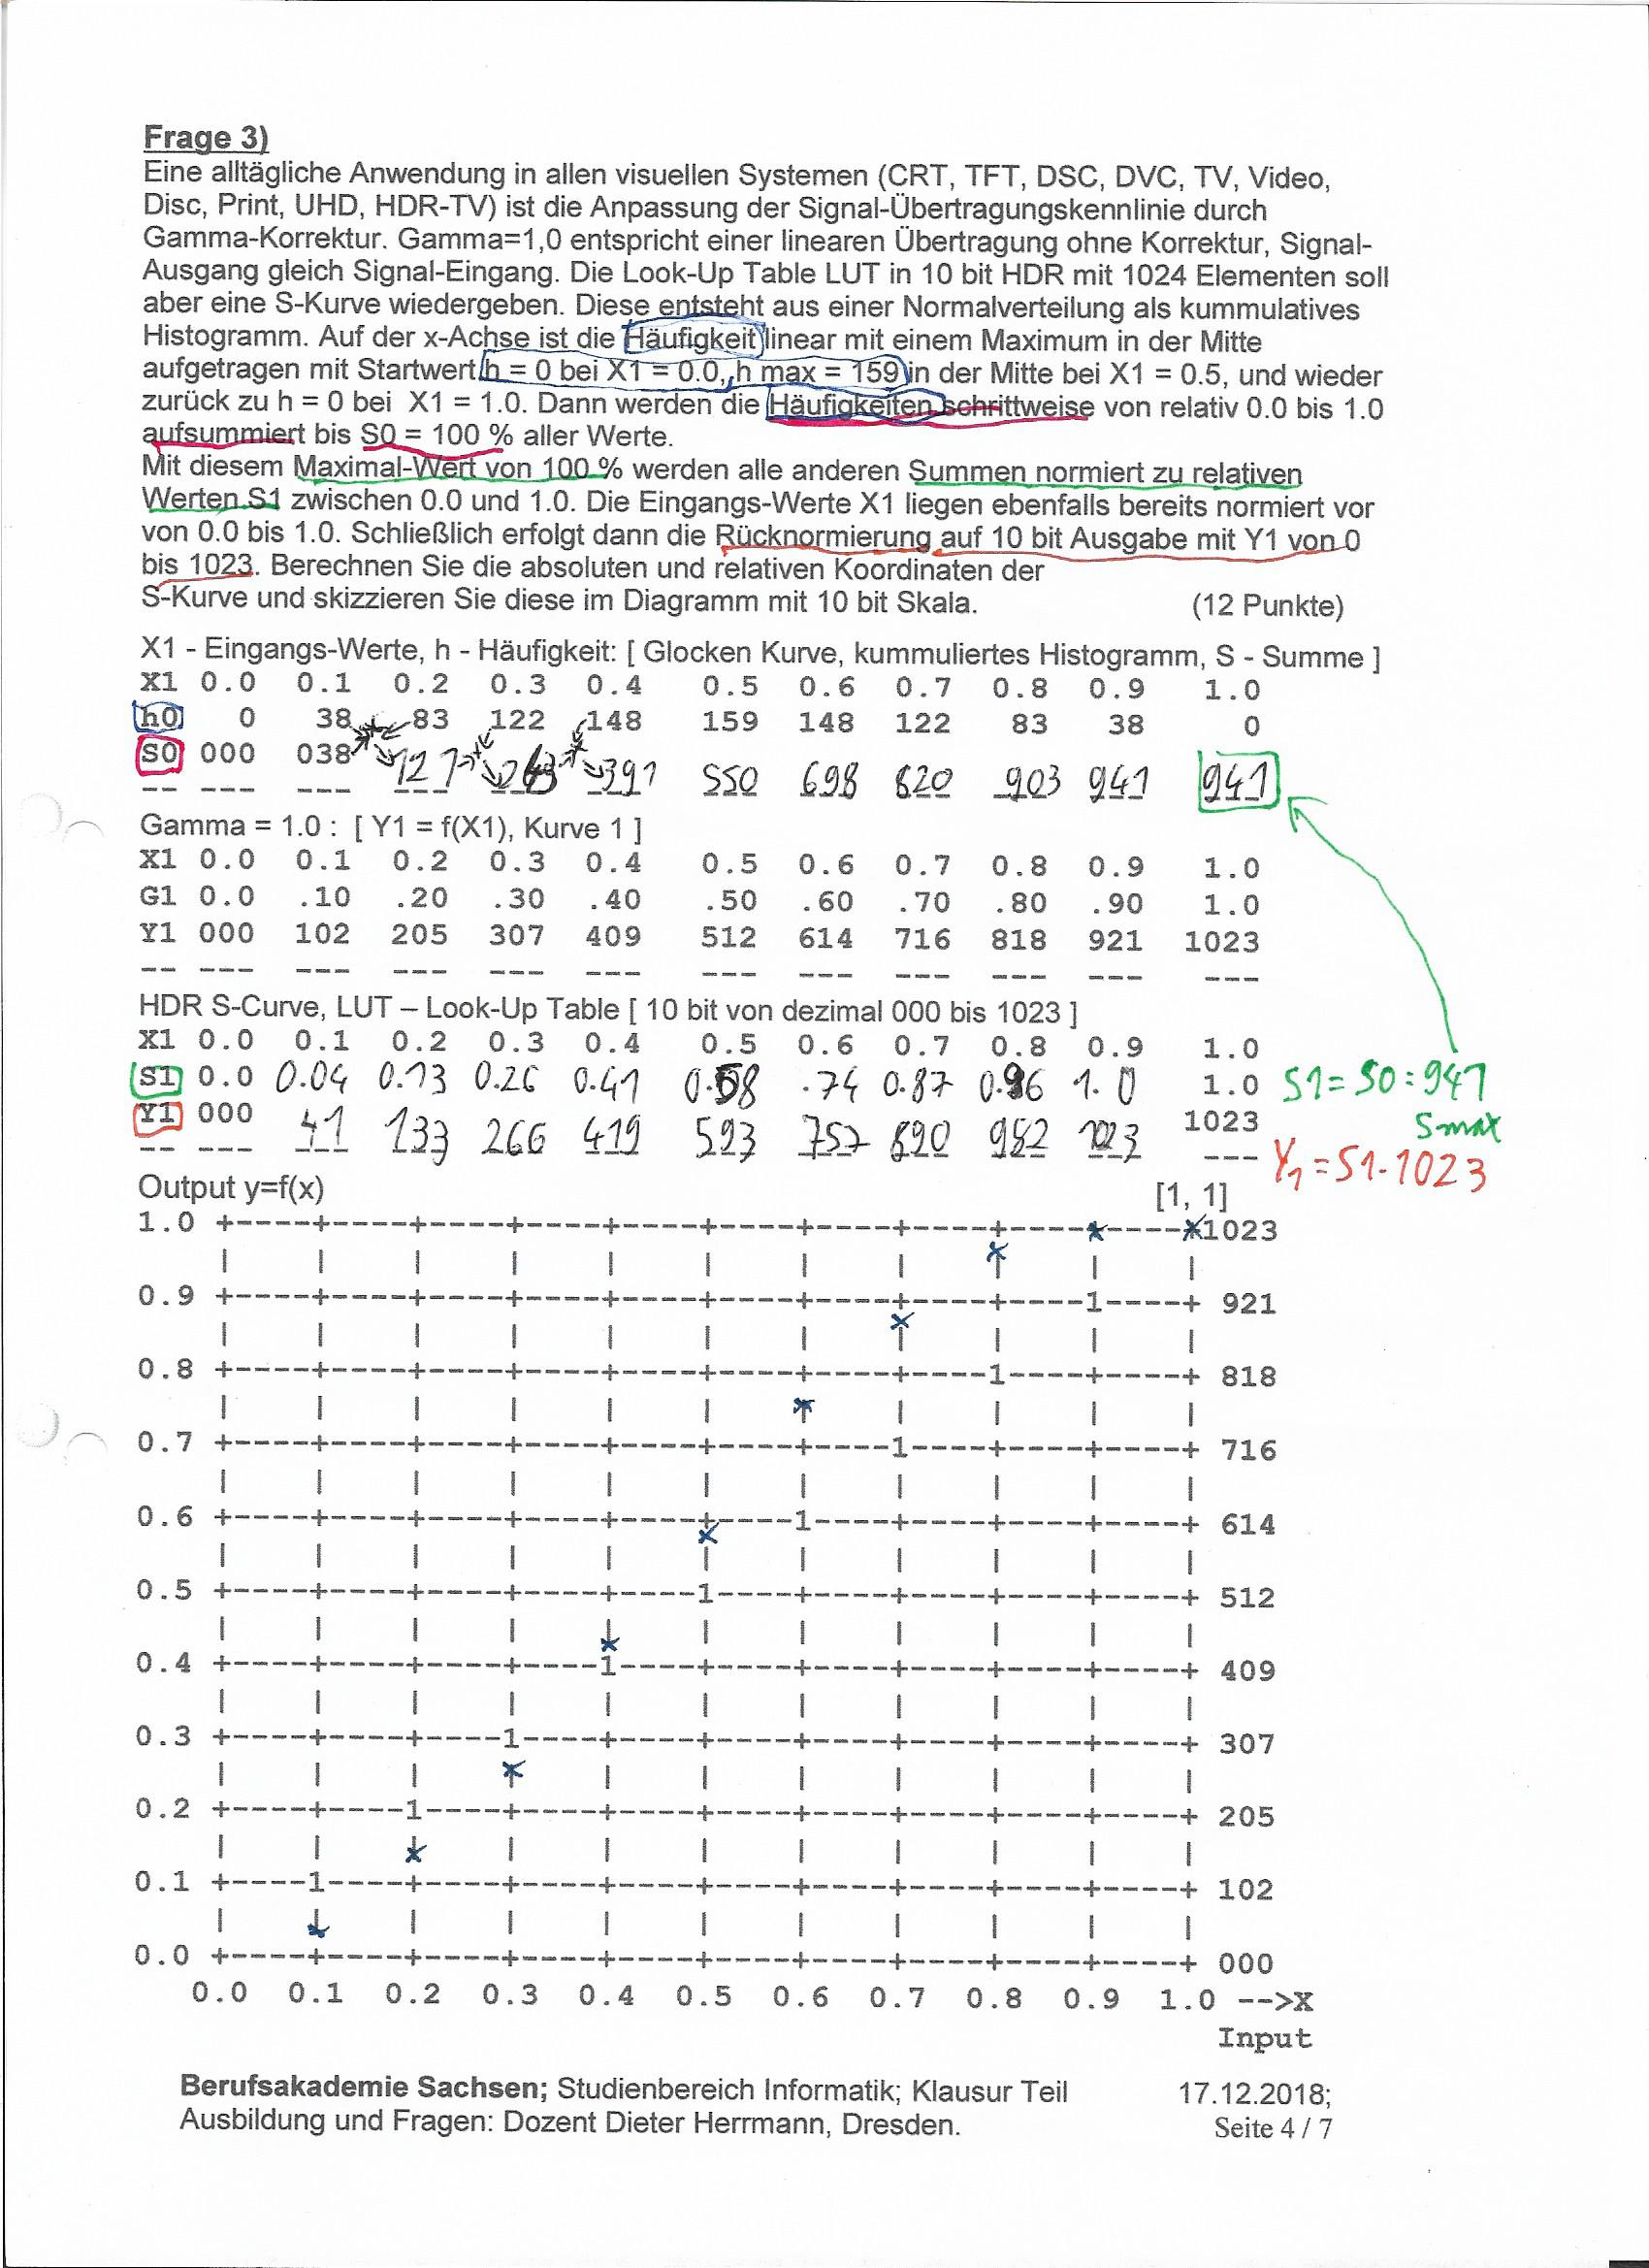 Frage 3)
Eine alltägliche Anwendung in allen visuellen Systemen (CRT, TFT, DSC, DVC, TV, Video,
Disc, Print, UHD, HDR-TV) ist die Anpassung der Signal-Übertragungskennlinie durch
Gamma-Korrektur. Gamma=1,0 entspricht einer linearen Übertragung ohne Korrektur, Signal-
Ausgang gleich Signal-Eingang. Die Look-Up Table LUT in 10 bit HDR mit 1024 Elementen soll
aber eine S-Kurve wiedergeben. Diese entsteht aus einer Normalverteilung als kummulatives
Histogramm. Auf der x-Achse ist die Häufigkeit linear mit einem Maximum in der Mitte
aufgetragen mit Startwert h = 0 bei X1 = 0.0, h max = 159 in der Mitte bei X1 = 0.5, und wieder
zurück zu h = 0 bei X1 = 1.0. Dann werden die Häufigkeiten schrittweise von relativ 0.0 bis 1.0
aufsummiert bis S0 = 100 % aller Werte.
Mit diesem Maximal-Wert von 100 % werden alle anderen Summen normiert zu relativen
Werten S1 zwischen 0.0 und 1.0. Die Eingangs-Werte X1 liegen ebenfalls bereits normiert vor
von 0.0 bis 1.0. Schließlich erfolgt dann die Rücknormierung auf 10 bit Ausgabe mit Y1 von 0
bis 1023. Berechnen Sie die absoluten und relativen Koordinaten der
S-Kurve und skizzieren Sie diese im Diagramm mit 10 bit Skala. (12 Punkte)
X1 - Eingangs-Werte, h - Häufigkeit: [ Glocken Kurve, kummuliertes Histogramm, S - Summe ]
X1 0.0 0.1 0.2 0.3 0.4 0.5 0.6 0.7 0.8 0.9 1.0
h0 0 38 83 122 148 159 148 122 83 38 0
S0 000 038 121 243 391 550 698 820 903 941 941
-- --- --- --- --- --- --- --- --- --- --- ---
Gamma = 1.0 : [ Y1 = f(X1), Kurve 1 ]
X1 0.0 0.1 0.2 0.3 0.4 0.5 0.6 0.7 0.8 0.9 1.0
G1 0.0 .10 .20 .30 .40 .50 .60 .70 .80 .90 1.0
Y1 000 102 205 307 409 512 614 716 818 921 1023
-- --- --- --- --- --- --- --- --- --- --- ---
HDR S-Curve, LUT – Look-Up Table [ 10 bit von dezimal 000 bis 1023 ]
X1 0.0 0.1 0.2 0.3 0.4 0.5 0.6 0.7 0.8 0.9 1.0
S1 0.0 0.04 0.13 0.26 0.41 0.58 .74 0.87 0.96 1.0 1.0 S1 = S0 : 941
Smax
Y1 000 41 133 266 419 593 757 890 982 1023 1023
-- --- --- --- --- --- --- --- --- --- --- ---
Y1 = S1 · 1023
Output y=f(x) [1, 1]
1.0 +----+----+----+----+----+----+----+----+----*----*1023
0.9 +----+----+----+----+----+----+----+----+----1----+ 921
0.8 +----+----+----+----+----+----+----+----1----+----+ 818
0.7 +----+----+----+----+----+----+----1----+----+----+ 716
0.6 +----+----+----+----+----+----1----+----+----+----+ 614
0.5 +----+----+----+----+----1----+----+----+----+----+ 512
0.4 +----+----+----+----1----+----+----+----+----+----+ 409
0.3 +----+----+----1----+----+----+----+----+----+----+ 307
0.2 +----+----1----+----+----+----+----+----+----+----+ 205
0.1 +----1----+----+----+----+----+----+----+----+----+ 102
0.0 +----+----+----+----+----+----+----+----+----+----+ 000
0.0 0.1 0.2 0.3 0.4 0.5 0.6 0.7 0.8 0.9 1.0 -->X
Input
Berufsakademie Sachsen; Studienbereich Informatik; Klausur Teil 17.12.2018;
Ausbildung und Fragen: Dozent Dieter Herrmann, Dresden. Seite 4 / 7